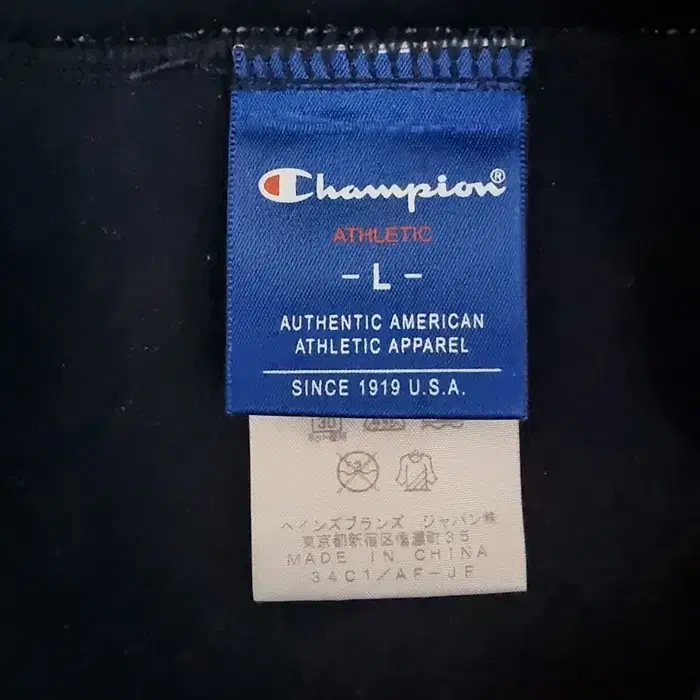 Champion®
ATHLETIC
- L -
AUTHENTIC AMERICAN
ATHLETIC APPAREL
SINCE 1919 U.S.A.
30
ヘインズブランズ ジャパン㈱
東京都新宿区信濃町35
MADE IN CHINA
34C1/AF-JF